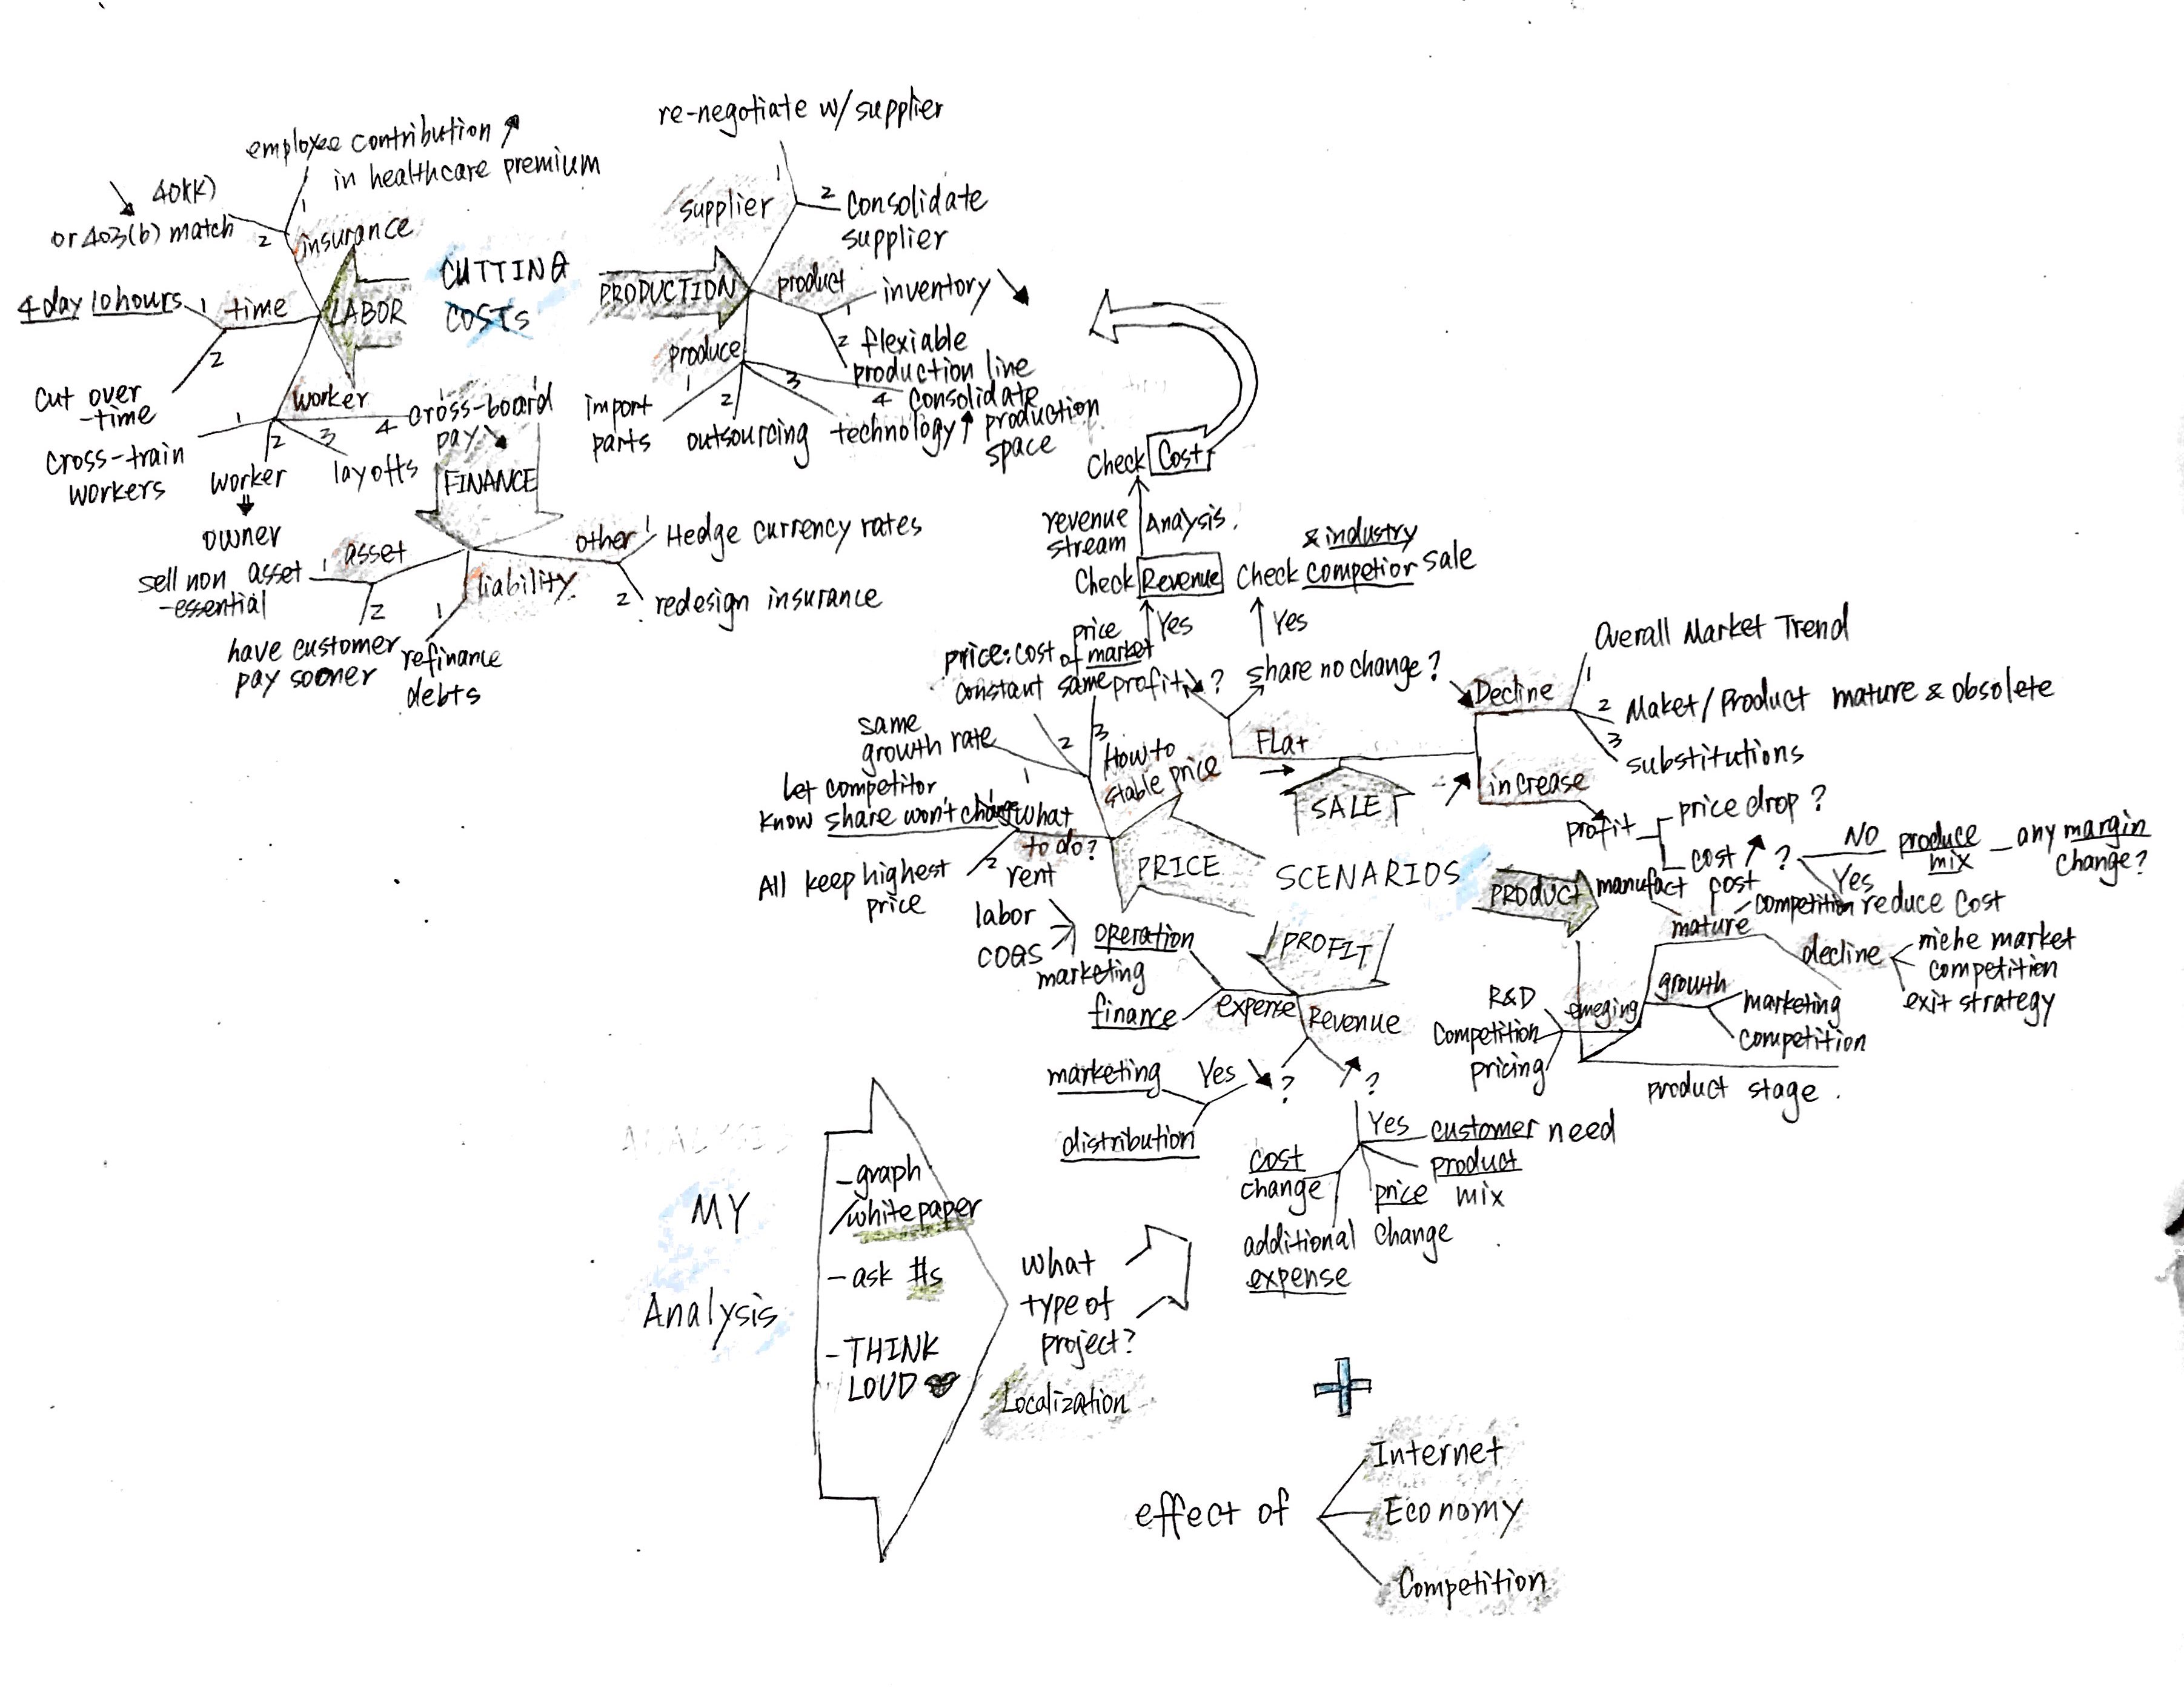 re-negotiate w/ supplier
employee contribution ↗
in healthcare premium
↘ 401(k)
or 403(b) match
1
2
insurance
supplier
1
2 consolidate
supplier
CUTTING
COSTS
LABOR
PRODUCTION
product
1
inventory ↘
2 flexiable
production line
4 day 10 hours 1 time
2
cut over
-time
produce
1
import
parts
2
outsourcing
3
technology↑
4 consolidate
production
space
worker
1
cross-train
workers
2
worker
⬇
owner
3
layoffs
4 cross-board
pay↘
FINANCE
asset
1
sell non asset
-essential
2
have customer
pay sooner
liability
1
refinance
debts
other
1 Hedge currency rates
2 redesign insurance
Check Cost
revenue
stream
Anaysis.
Check Revenue
↑ Yes
& industry
Check competior sale
↑ Yes
price: cost
constant
price
of market
same profit↘?
share no change?
same
growth rate
1
2
3
How to
stable price
Let competitor
know share won't change
1
what
to do?
2
All keep highest
price
PRICE
SCENARIOS
SALE
FLat
→
↘ Decline
1
Overall Market Trend
2 Maket/Product mature & obsolete
3
substitutions
↗ increase
profit
price drop ?
cost ↗ ?
NO produce
mix
any margin
change?
Yes
reduce cost
PRODUCT
manufact
cost
competition
mature
decline
niche market
competition
exit strategy
growth
marketing
competition
emeging
R&D
Competition
pricing
product stage.
PROFIT
rent
labor
COGS
operation
marketing
finance
expense
Revenue
marketing
Yes ↘ ?
distribution
↗ ?
Yes
customer need
product
mix
price
change
cost
change
additional
expense
MY
Analysis
- graph
/whitepaper
- ask #s
- THINK
LOUD
what
type of
project?
Localization
+
effect of
Internet
Economy
Competition